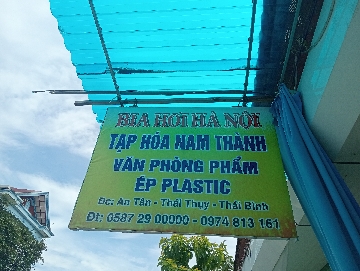 BIA HƠI HÀ NỘI
TẠP HÓA NAM THANH
VĂN PHÒNG PHẨM
ÉP PLASTIC
Đc: An Tân - Thái Thụy - Thái Bình
Đt: 0587 29 00000 - 0974 813 161